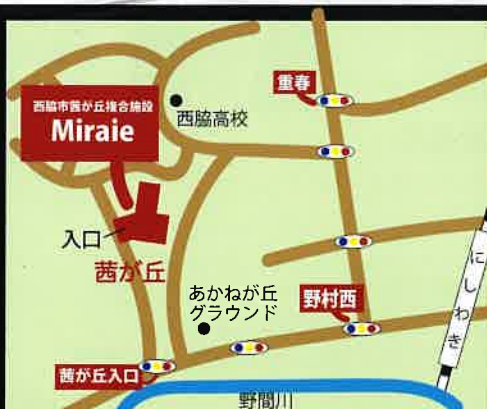 重春
西脇市茜が丘複合施設
Miraie
西脇高校
入口
茜が丘
あかねが丘
グラウンド
野村西
にしわき
茜が丘入口
野間川